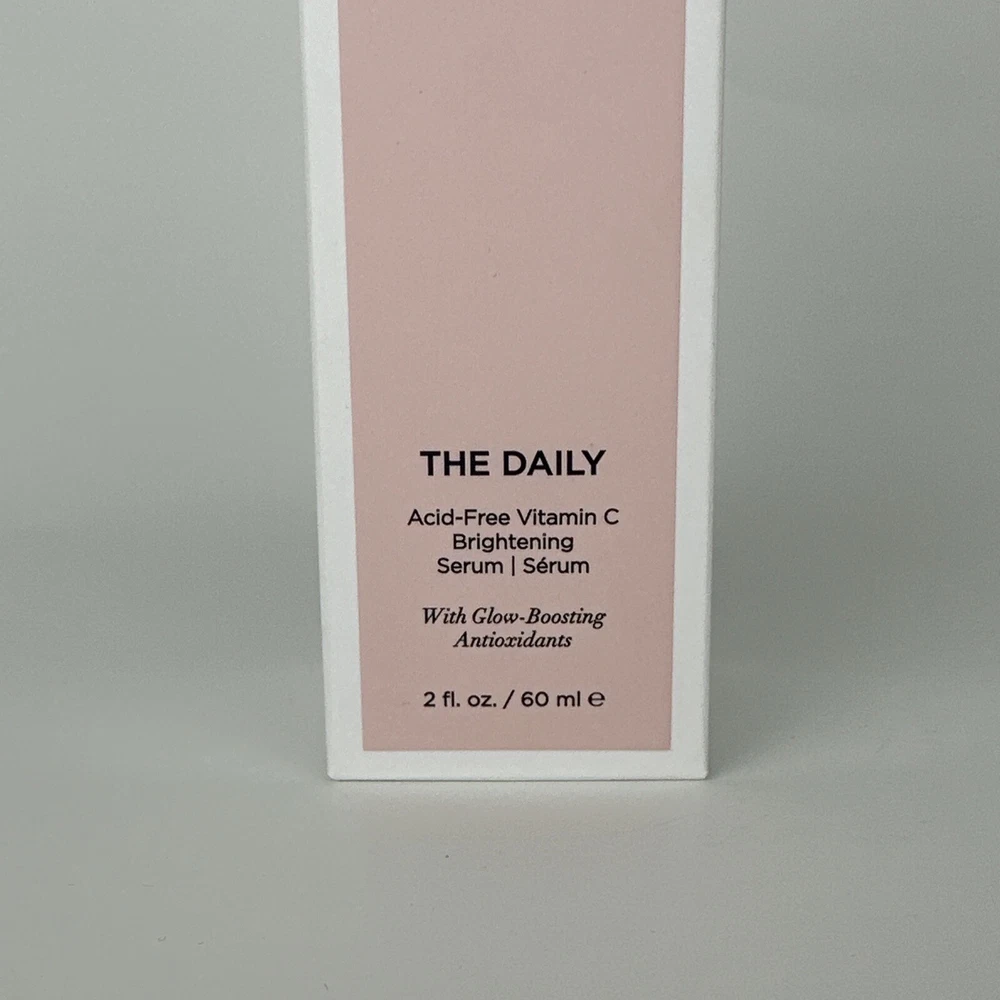 THE DAILY
Acid-Free Vitamin C
Brightening
Serum | Sérum
With Glow-Boosting
Antioxidants
2 fl. oz. / 60 ml ℮